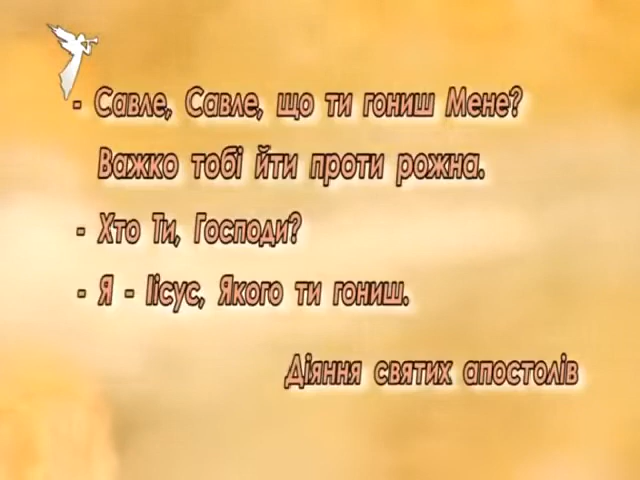 - Савле, Савле, що ти гониш Мене?
Важко тобі йти проти рожна.
- Хто Ти, Господи?
- Я - Іісус, Якого ти гониш.
Діяння святих апостолів